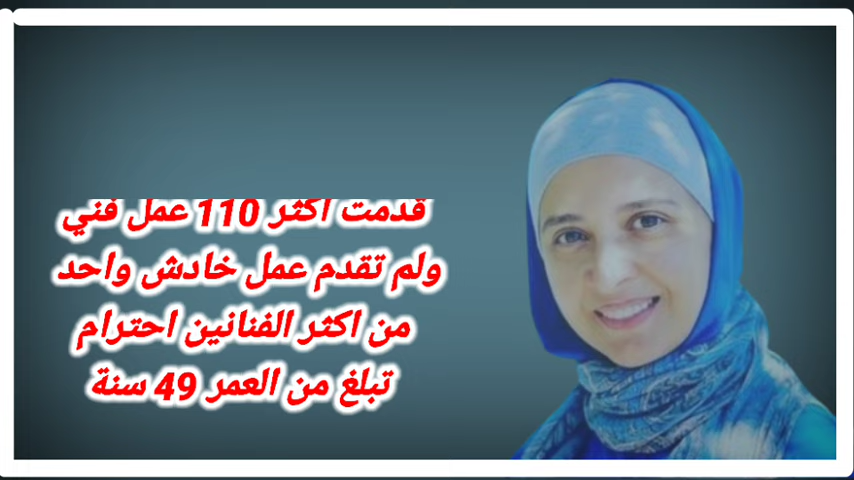 قدمت اكثر 110 عمل فني
ولم تقدم عمل خادش واحد
من اكثر الفنانين احترام
تبلغ من العمر 49 سنة